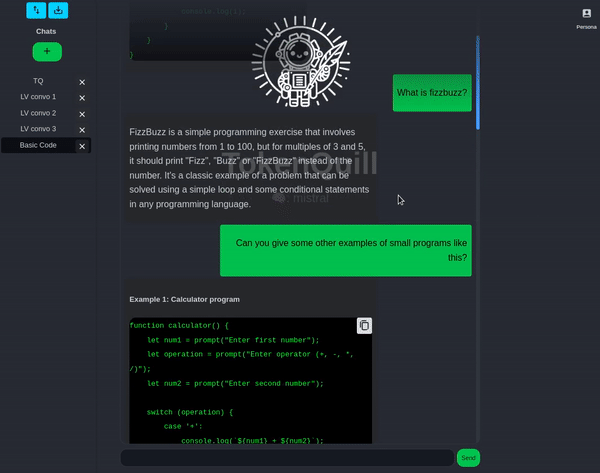 Chats
+
TQ
LV convo 1
LV convo 2
LV convo 3
Basic Code
Persona
}
}
}
What is fizzbuzz?
FizzBuzz is a simple programming exercise that involves
printing numbers from 1 to 100, but for multiples of 3 and 5,
it should print "Fizz", "Buzz" or "FizzBuzz" instead of the
number. It's a classic example of a problem that can be
solved using a simple loop and some conditional statements
in any programming language.
TokenQuill
: mistral
Can you give some other examples of small programs like
this?
Example 1: Calculator program
function calculator() {
let num1 = prompt("Enter first number");
let operation = prompt("Enter operator (+, -, *,
/)");
let num2 = prompt("Enter second number");
switch (operation) {
case '+':
console.log(`${num1} + ${num2}`);
Send